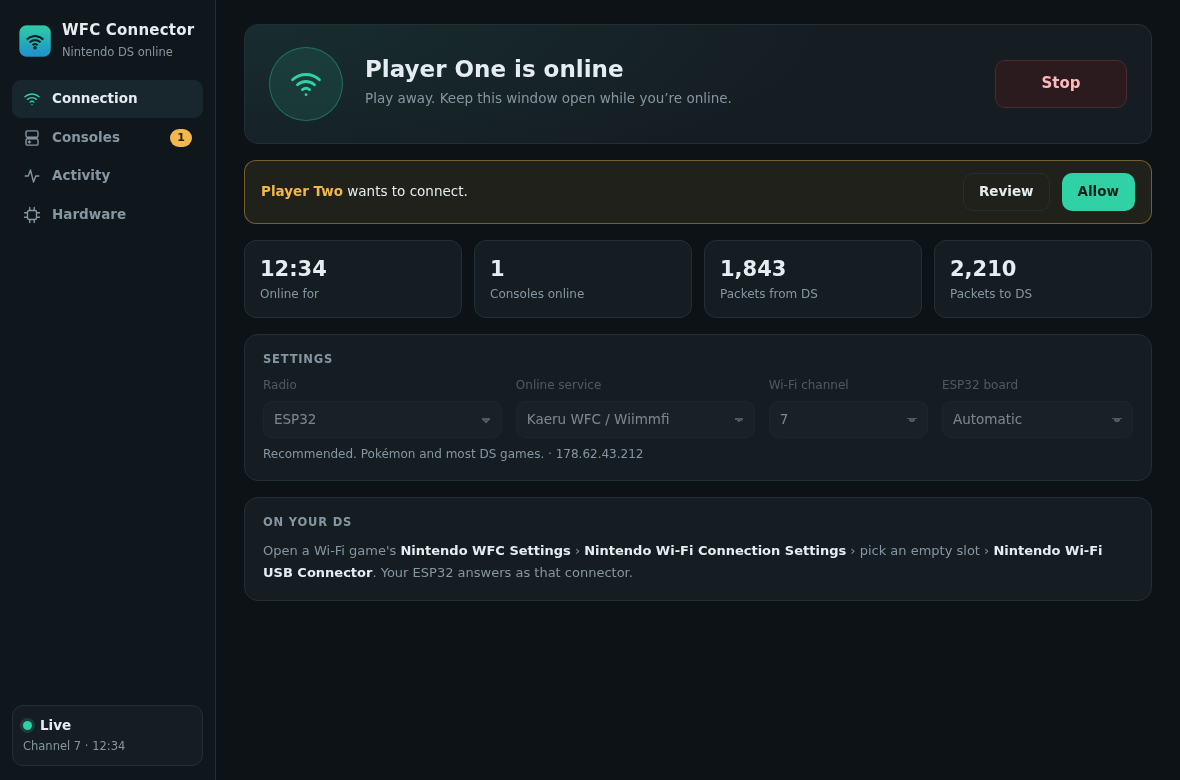 WFC Connector
Nintendo DS online
Connection
Consoles
1
Activity
Hardware
Live
Channel 7 · 12:34
Player One is online
Play away. Keep this window open while you’re online.
Stop
Player Two wants to connect.
Review
Allow
12:34
Online for
1
Consoles online
1,843
Packets from DS
2,210
Packets to DS
SETTINGS
Radio
Online service
Wi-Fi channel
ESP32 board
ESP32
Kaeru WFC / Wiimmfi
7
Automatic
Recommended. Pokémon and most DS games. · 178.62.43.212
ON YOUR DS
Open a Wi-Fi game's Nintendo WFC Settings › Nintendo Wi-Fi Connection Settings › pick an empty slot › Nintendo Wi-Fi
USB Connector. Your ESP32 answers as that connector.